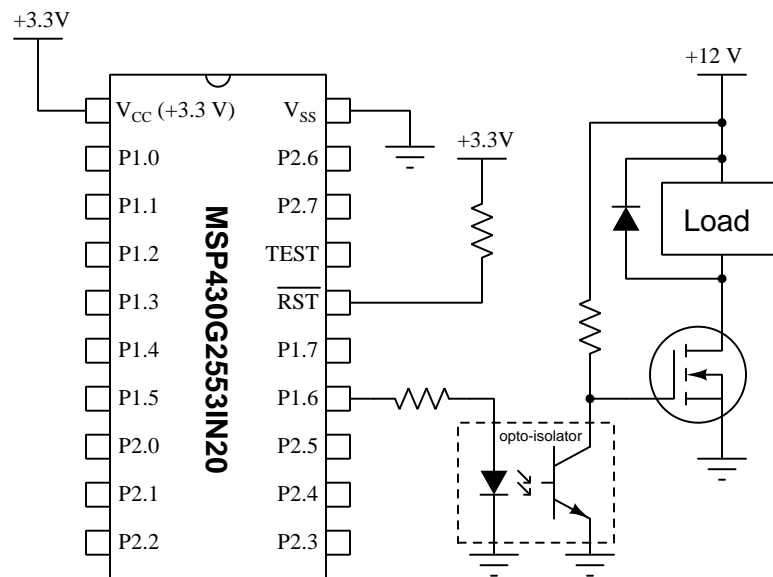 +3.3V
+12 V
V_CC (+3.3 V)
V_SS
+3.3V
P1.0
P2.6
P1.1
P2.7
Load
MSP430G2553IN20
P1.2
TEST
P1.3
RST
P1.4
P1.7
P1.5
P1.6
opto-isolator
P2.0
P2.5
P2.1
P2.4
P2.2
P2.3